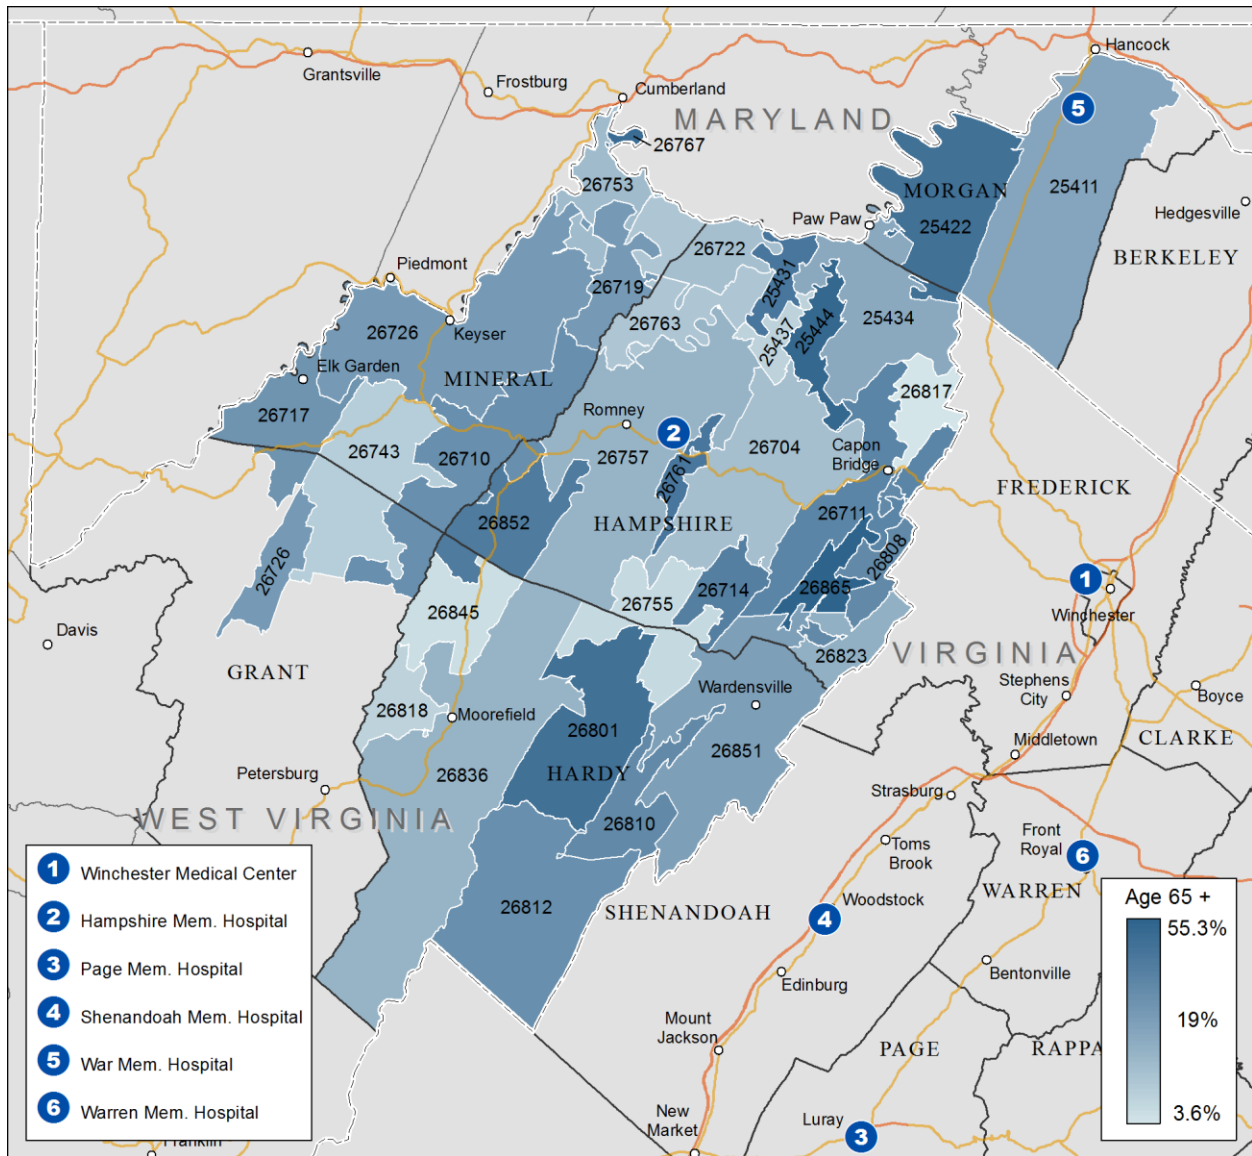 Hancock
Grantsville
Frostburg
Cumberland
MARYLAND
5
26767
26753
MORGAN
25411
Hedgesville
Paw Paw
25422
26722
BERKELEY
Piedmont
25431
26719
26726
26763
25437
25444
25434
Keyser
Elk Garden
MINERAL
26817
26717
Romney
2
26743
26757
26704
Capon
Bridge
26710
26761
FREDERICK
26852
HAMPSHIRE
26711
26808
26726
1
26865
26714
Winchester
26845
26755
Davis
26823
VIRGINIA
GRANT
Stephens
City
Wardensville
Boyce
26818
Moorefield
26801
Middletown
CLARKE
26851
HARDY
26836
Petersburg
Strasburg
WEST VIRGINIA
26810
Toms
Brook
Front
Royal
6
1 Winchester Medical Center
2 Hampshire Mem. Hospital
3 Page Mem. Hospital
4 Shenandoah Mem. Hospital
5 War Mem. Hospital
6 Warren Mem. Hospital
WARREN
Woodstock
4
26812
SHENANDOAH
Age 65 +
55.3%
19%
3.6%
Bentonville
Edinburg
Mount
Jackson
PAGE
RAPPA
New
Market
Luray
3
Franklin